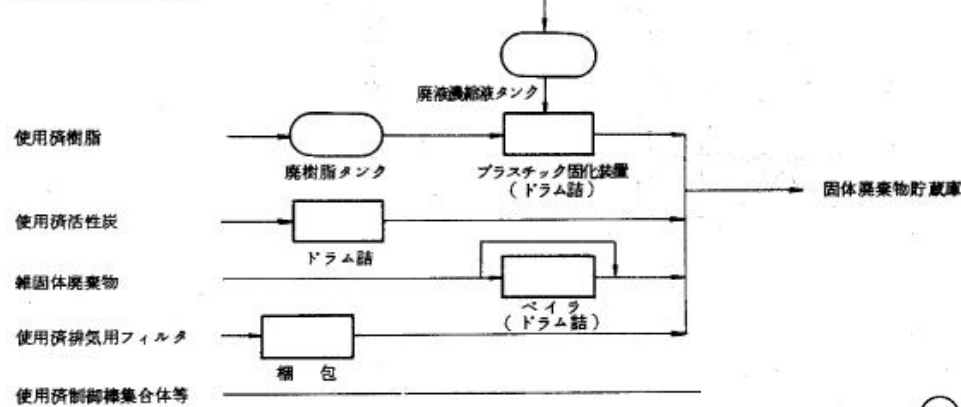 廃液濃縮液タンク
使用済樹脂
廃樹脂タンク
プラスチック固化装置
(ドラム詰)
固体廃棄物貯蔵庫
使用済活性炭
ドラム詰
雑固体廃棄物
ベイラ
(ドラム詰)
使用済排気用フィルタ
梱 包
使用済制御棒集合体等